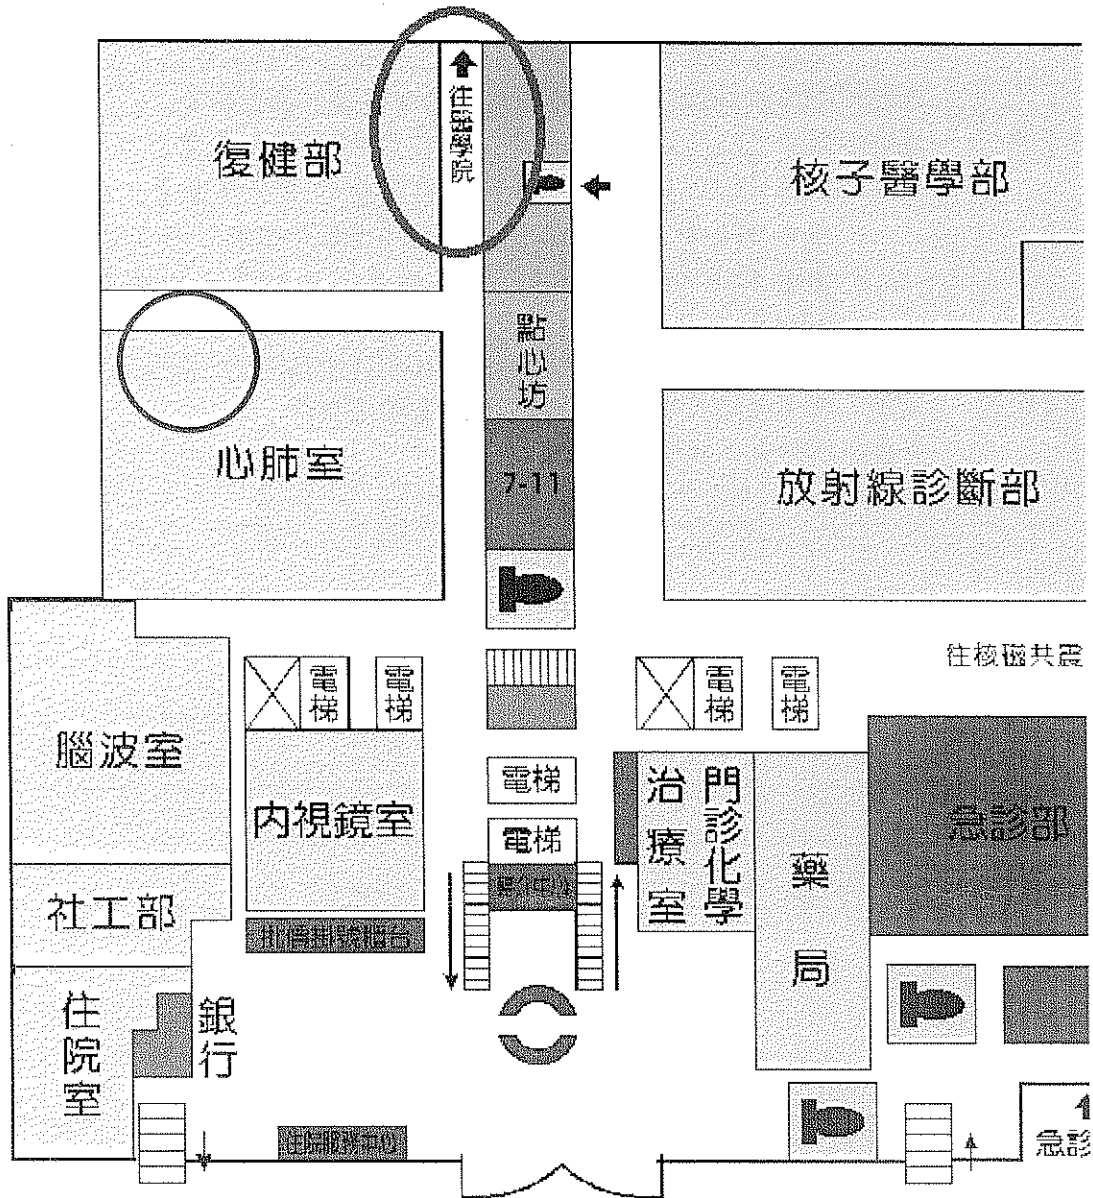 往醫學院
復健部
核子醫學部
點心坊
心肺室
7-11
放射線診斷部
往核磁共震
電梯
電梯
電梯
電梯
腦波室
內視鏡室
電梯
電梯
治療室
門診化學
藥局
急診部
社工部
批價掛號櫃台
住院室
銀行
急診